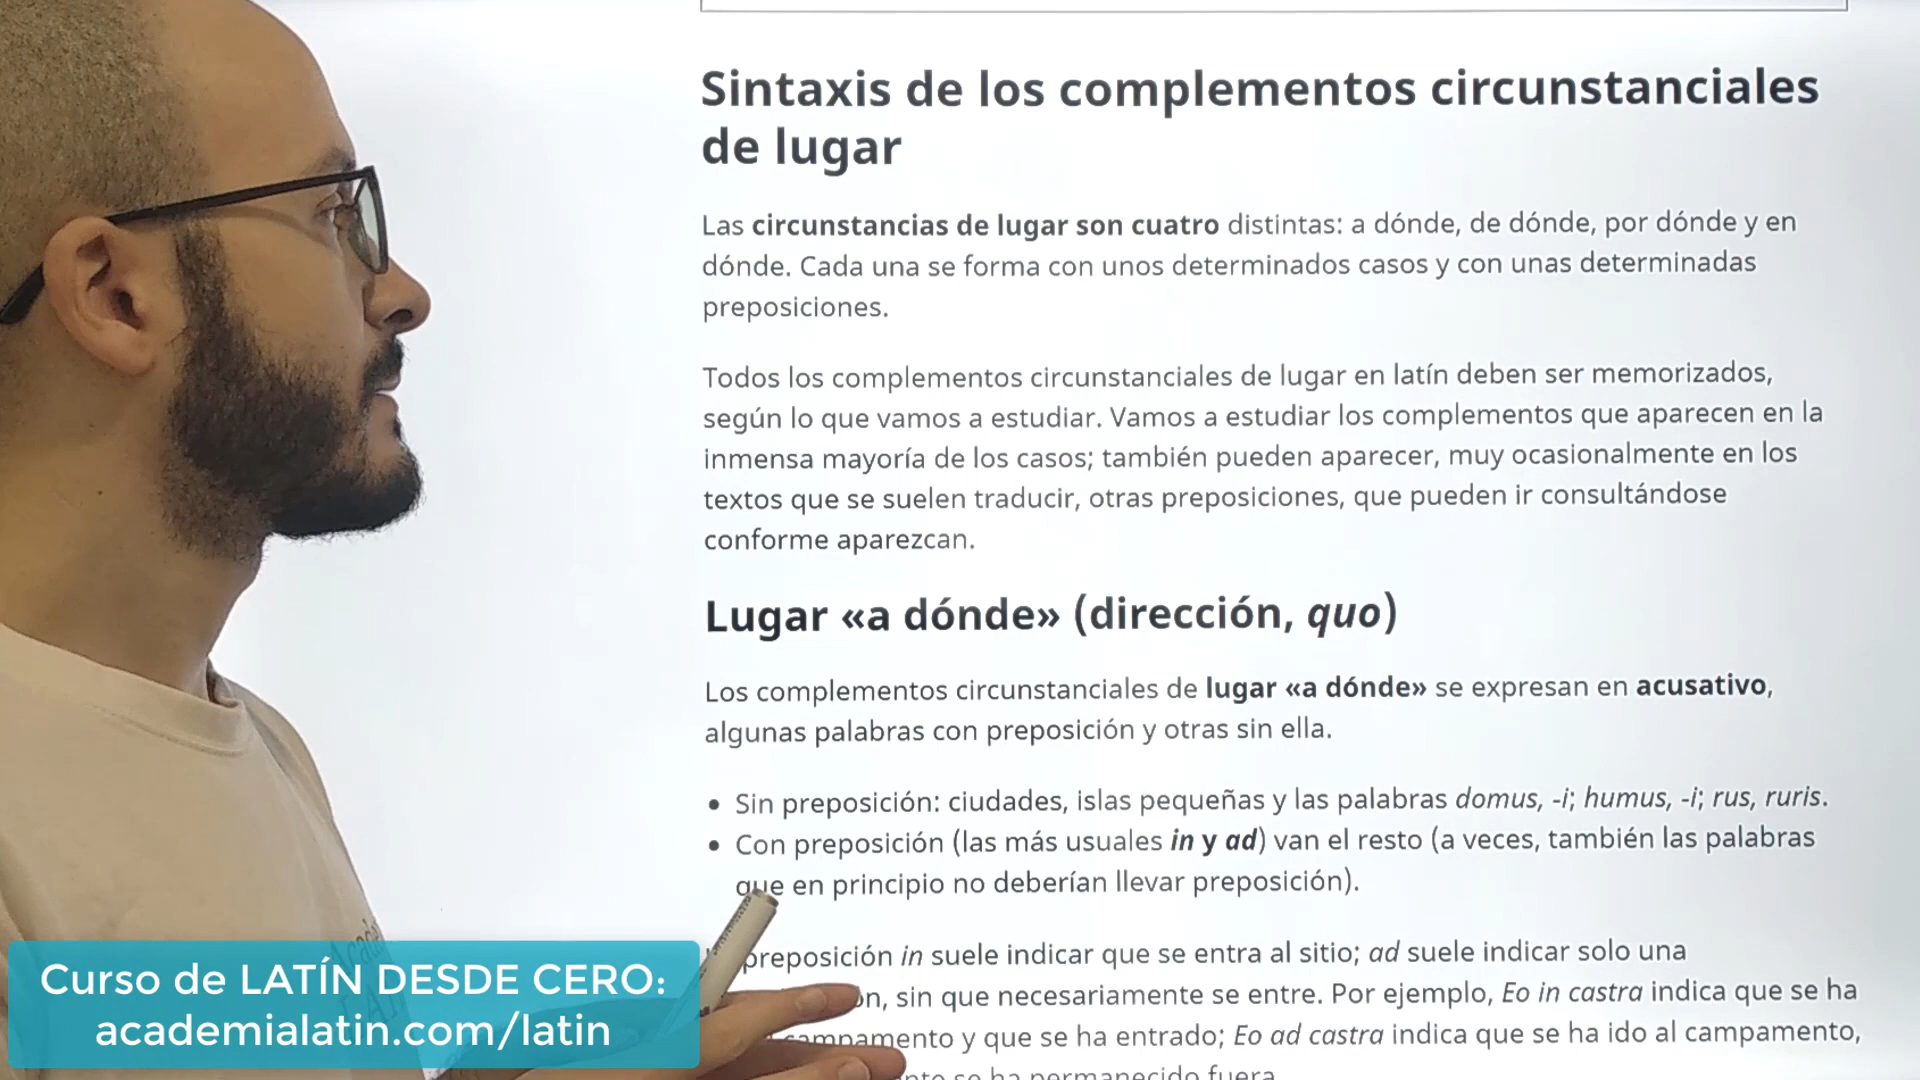 Sintaxis de los complementos circunstanciales
de lugar
Las circunstancias de lugar son cuatro distintas: a dónde, de dónde, por dónde y en
dónde. Cada una se forma con unos determinados casos y con unas determinadas
preposiciones.
Todos los complementos circunstanciales de lugar en latín deben ser memorizados,
según lo que vamos a estudiar. Vamos a estudiar los complementos que aparecen en la
inmensa mayoría de los casos; también pueden aparecer, muy ocasionalmente en los
textos que se suelen traducir, otras preposiciones, que pueden ir consultándose
conforme aparezcan.
Lugar «a dónde» (dirección, quo)
Los complementos circunstanciales de lugar «a dónde» se expresan en acusativo,
algunas palabras con preposición y otras sin ella.
• Sin preposición: ciudades, islas pequeñas y las palabras domus, -i; humus, -i; rus, ruris.
• Con preposición (las más usuales in y ad) van el resto (a veces, también las palabras
que en principio no deberían llevar preposición).
preposición in suele indicar que se entra al sitio; ad suele indicar solo una
sin que necesariamente se entre. Por ejemplo, Eo in castra indica que se ha
campamento y que se ha entrado; Eo ad castra indica que se ha ido al campamento,
se ha permanecido fuera
Curso de LATÍN DESDE CERO:
academialatin.com/latin